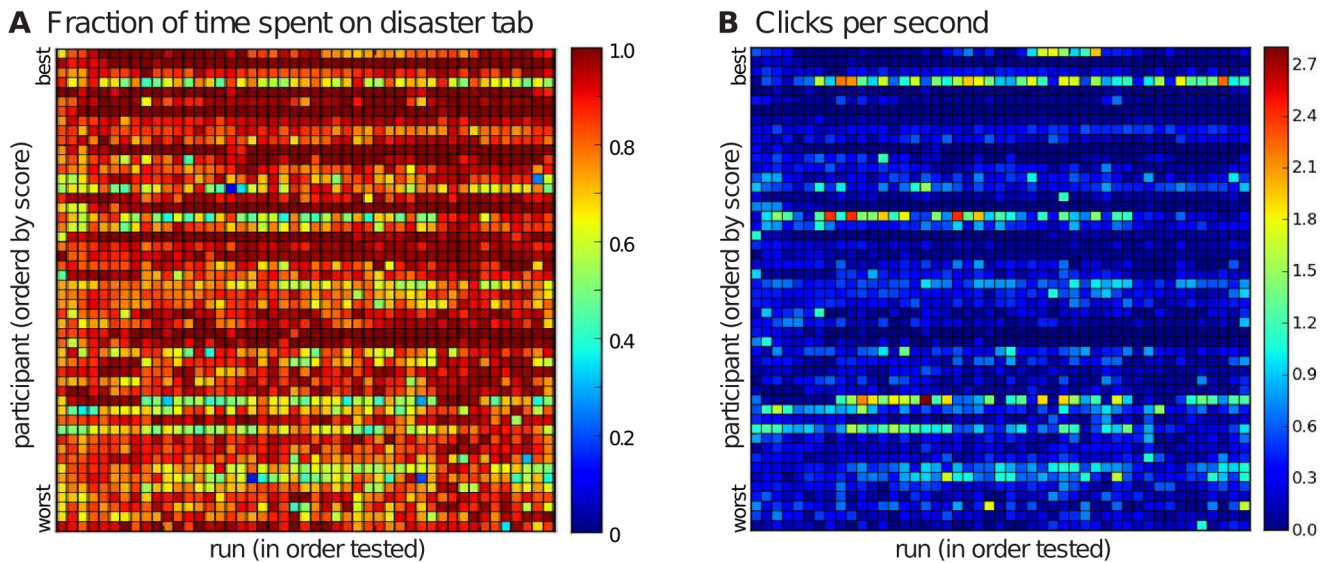 A Fraction of time spent on disaster tab
best
participant (orderd by score)
worst
run (in order tested)
1.0
0.8
0.6
0.4
0.2
0
B Clicks per second
best
participant (orderd by score)
worst
run (in order tested)
2.7
2.4
2.1
1.8
1.5
1.2
0.9
0.6
0.3
0.0